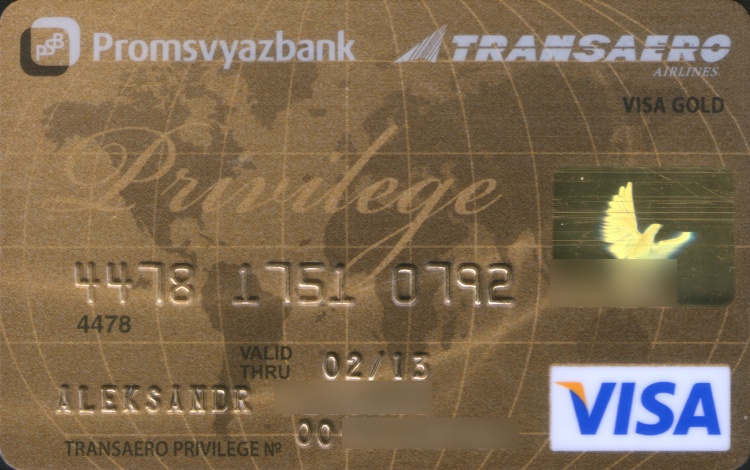 PSB Promsvyazbank TRANSAERO
AIRLINES
VISA GOLD
Privilege
4478 1751 0792
4478
VALID THRU 02/13
ALEKSANDR
TRANSAERO PRIVILEGE № 00
VISA